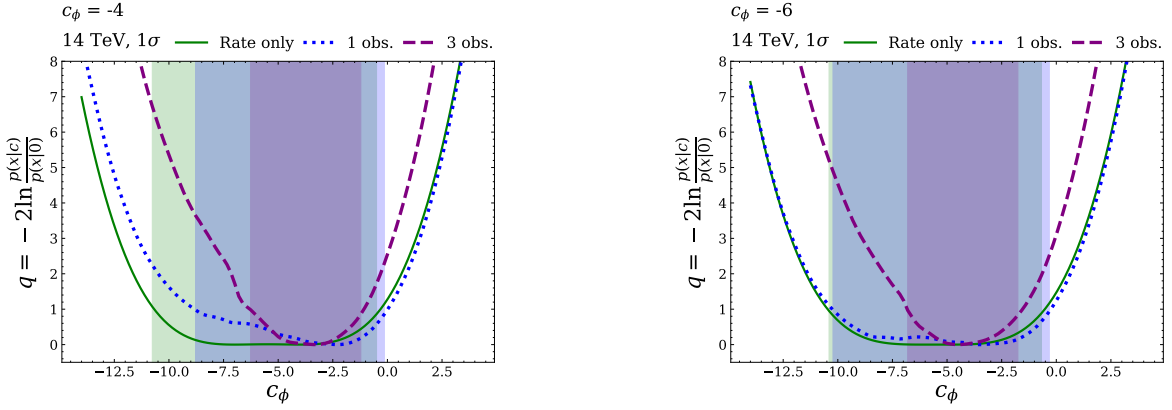 c_ϕ = -4
14 TeV, 1σ Rate only 1 obs. 3 obs.
8
7
6
5
4
3
2
1
0
q = − 2ln p(x|c)/p(x|0)
−12.5 −10.0 −7.5 −5.0 −2.5 0.0 2.5
c_ϕ
c_ϕ = -6
14 TeV, 1σ Rate only 1 obs. 3 obs.
8
7
6
5
4
3
2
1
0
q = − 2ln p(x|c)/p(x|0)
−12.5 −10.0 −7.5 −5.0 −2.5 0.0 2.5
c_ϕ